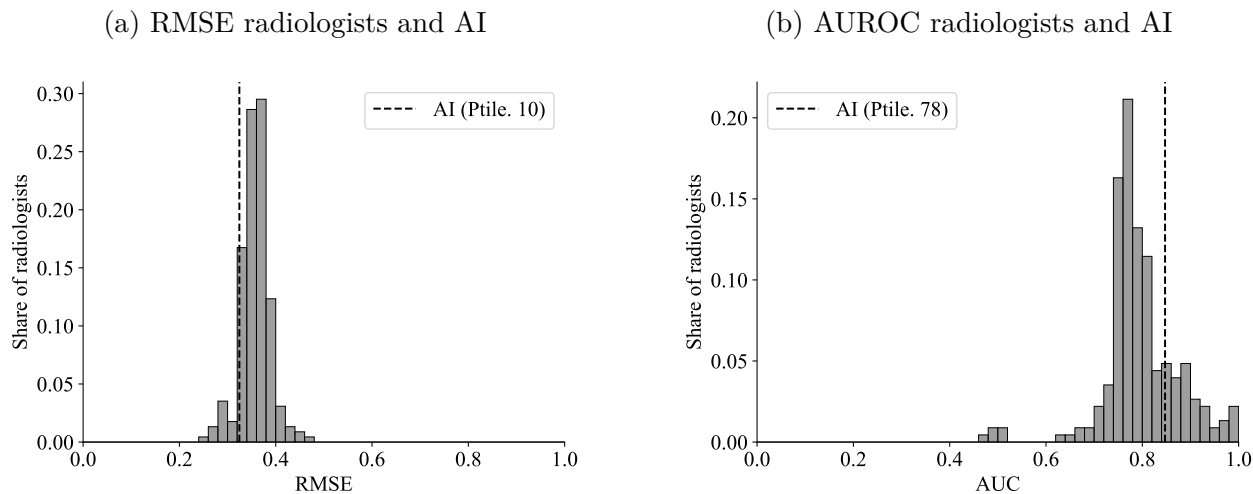 (a) RMSE radiologists and AI
AI (Ptile. 10)
Share of radiologists
0.30
0.25
0.20
0.15
0.10
0.05
0.00
0.0 0.2 0.4 0.6 0.8 1.0
RMSE
(b) AUROC radiologists and AI
AI (Ptile. 78)
Share of radiologists
0.20
0.15
0.10
0.05
0.00
0.0 0.2 0.4 0.6 0.8 1.0
AUC